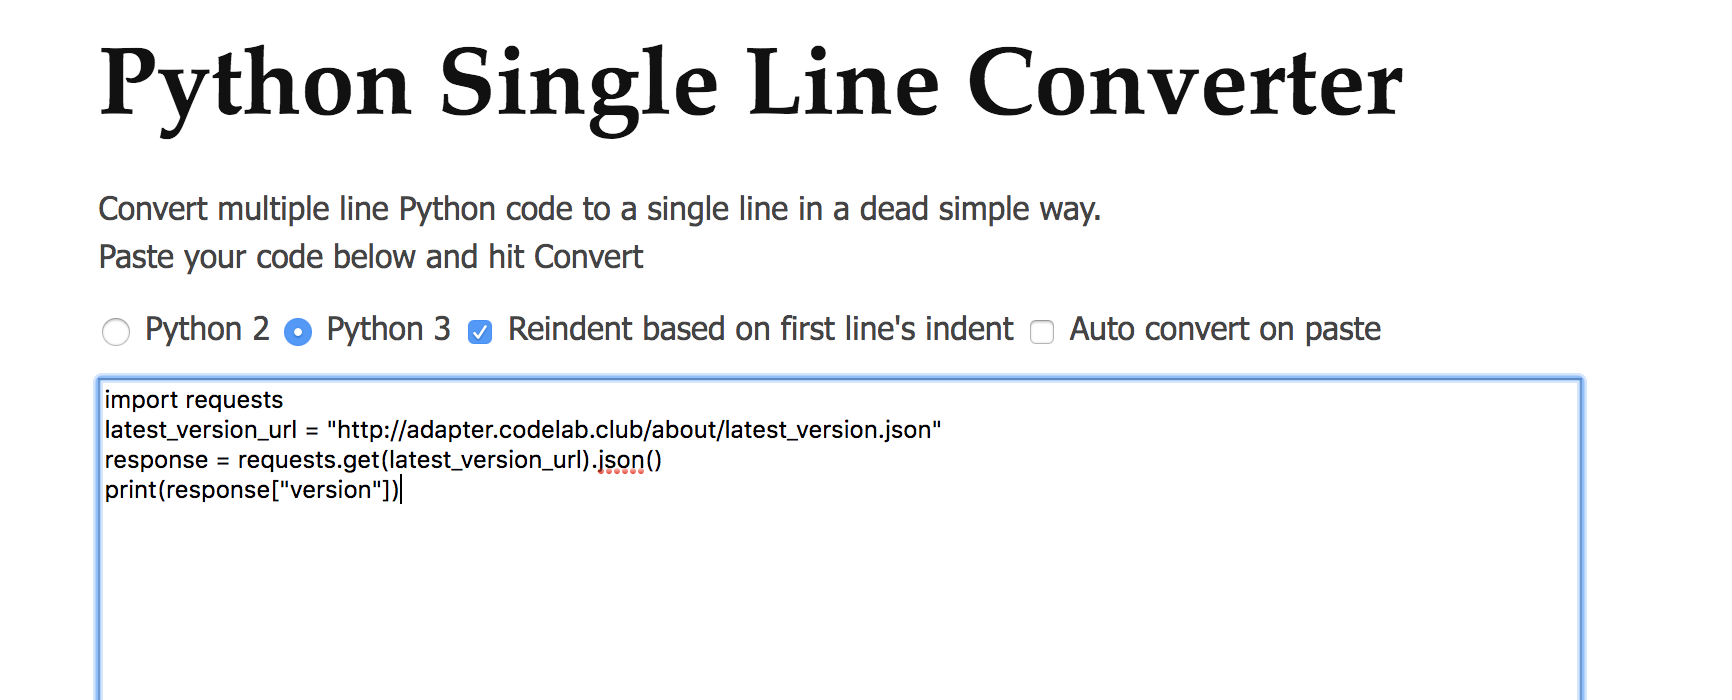 Python Single Line Converter
Convert multiple line Python code to a single line in a dead simple way.
Paste your code below and hit Convert
Python 2 Python 3 Reindent based on first line's indent Auto convert on paste
import requests
latest_version_url = "http://adapter.codelab.club/about/latest_version.json"
response = requests.get(latest_version_url).json()
print(response["version"])